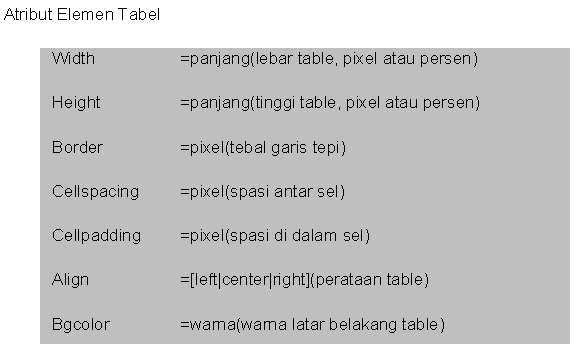 Atribut Elemen Tabel
Width =panjang(lebar table, pixel atau persen)
Height =panjang(tinggi table, pixel atau persen)
Border =pixel(tebal garis tepi)
Cellspacing =pixel(spasi antar sel)
Cellpadding =pixel(spasi di dalam sel)
Align =[left|center|right](perataan table)
Bgcolor =warna(warna latar belakang table)